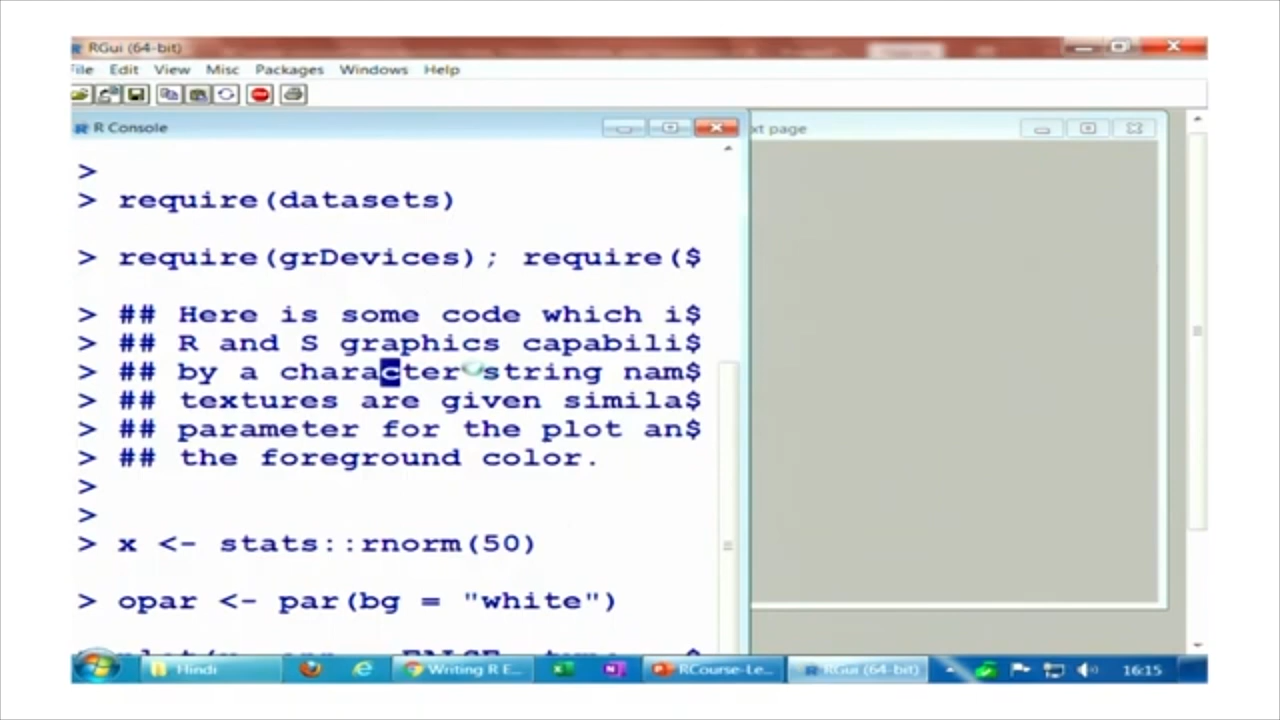 RGui (64-bit)
File Edit View Misc Packages Windows Help
R Console
xt page
>
> require(datasets)
> require(grDevices); require($
> ## Here is some code which i$
> ## R and S graphics capabili$
> ## by a character string nam$
> ## textures are given simila$
> ## parameter for the plot an$
> ## the foreground color.
>
>
> x <- stats::rnorm(50)
> opar <- par(bg = "white")
Hindi
Writing R E...
RCourse-Le...
RGui (64-bit)
16:15